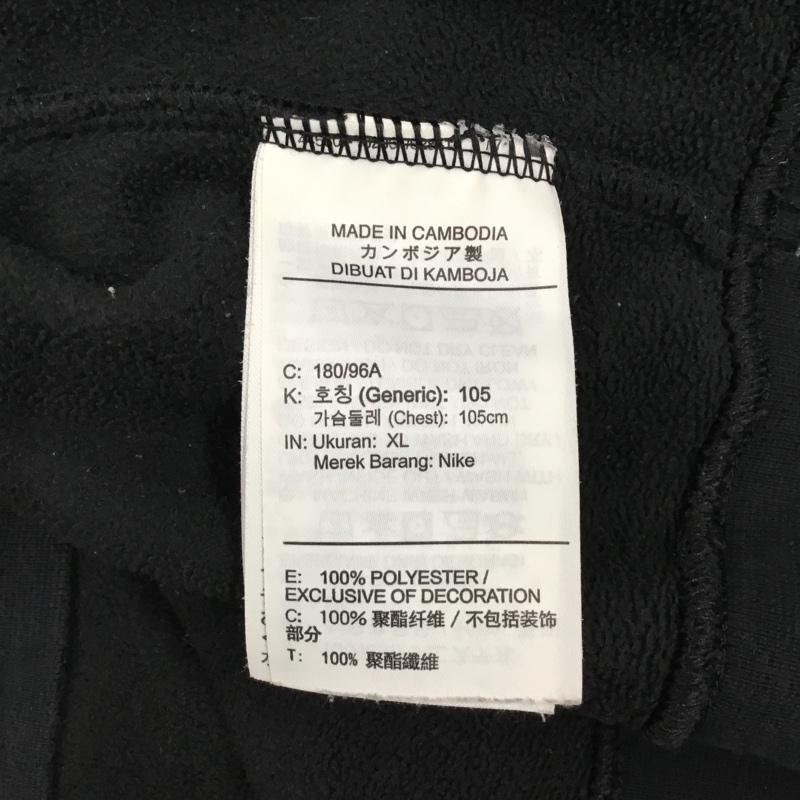 MADE IN CAMBODIA
カンボジア製
DIBUAT DI KAMBOJA
C: 180/96A
K: 호칭 (Generic): 105
가슴둘레 (Chest): 105cm
IN: Ukuran: XL
Merek Barang: Nike
E: 100% POLYESTER /
EXCLUSIVE OF DECORATION
C: 100% 聚酯纤维 / 不包括装饰
部分
T: 100% 聚酯纖維